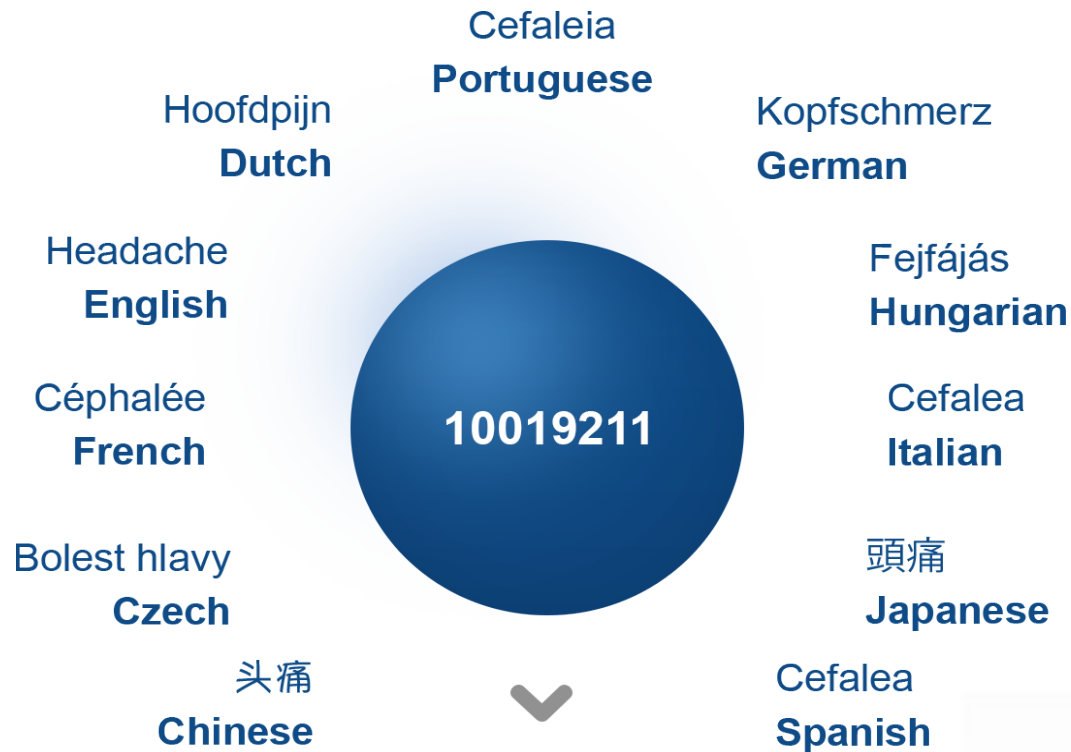 Cefaleia
Portuguese
Hoofdpijn
Dutch
Kopfschmerz
German
Headache
English
Fejfájás
Hungarian
Céphalée
French
10019211
Cefalea
Italian
Bolest hlavy
Czech
頭痛
Japanese
头痛
Chinese
Cefalea
Spanish